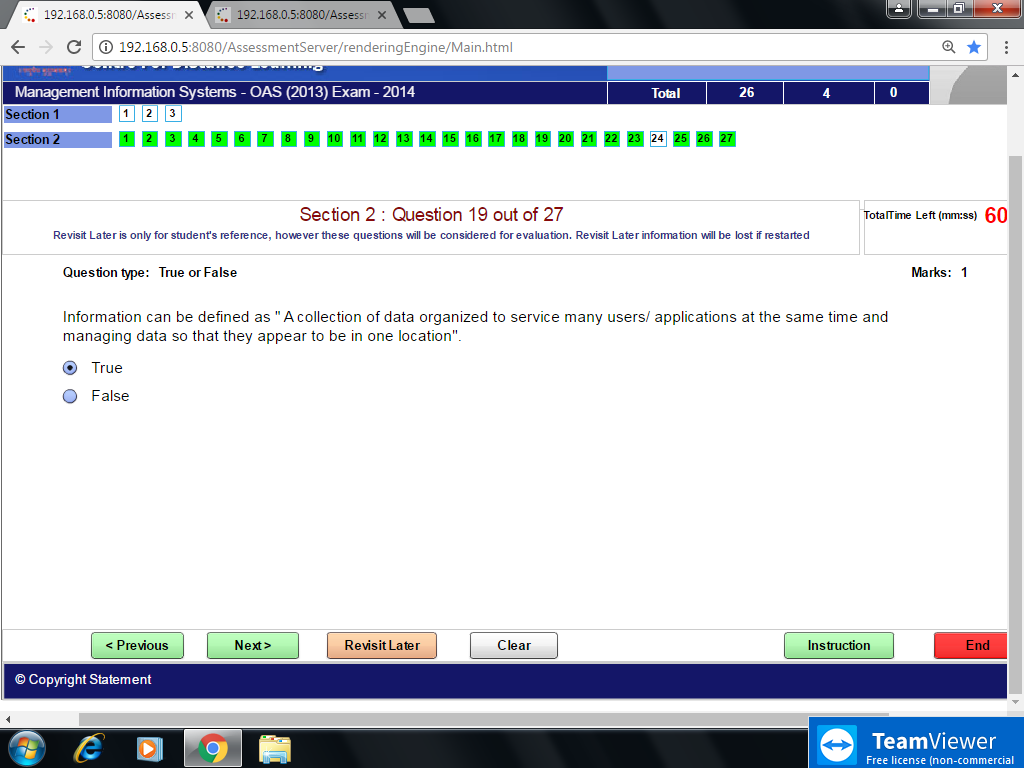 192.168.0.5:8080/Assessm 192.168.0.5:8080/Assessm
192.168.0.5:8080/AssessmentServer/renderingEngine/Main.html
Management Information Systems - OAS (2013) Exam - 2014 Total 26 4 0
Section 1 1 2 3
Section 2 1 2 3 4 5 6 7 8 9 10 11 12 13 14 15 16 17 18 19 20 21 22 23 24 25 26 27
Section 2 : Question 19 out of 27
TotalTime Left (mm:ss) 60
Revisit Later is only for student's reference, however these questions will be considered for evaluation. Revisit Later information will be lost if restarted
Question type: True or False Marks: 1
Information can be defined as " A collection of data organized to service many users/ applications at the same time and
managing data so that they appear to be in one location".
True
False
< Previous Next > Revisit Later Clear Instruction End
© Copyright Statement
TeamViewer
Free license (non-commercial